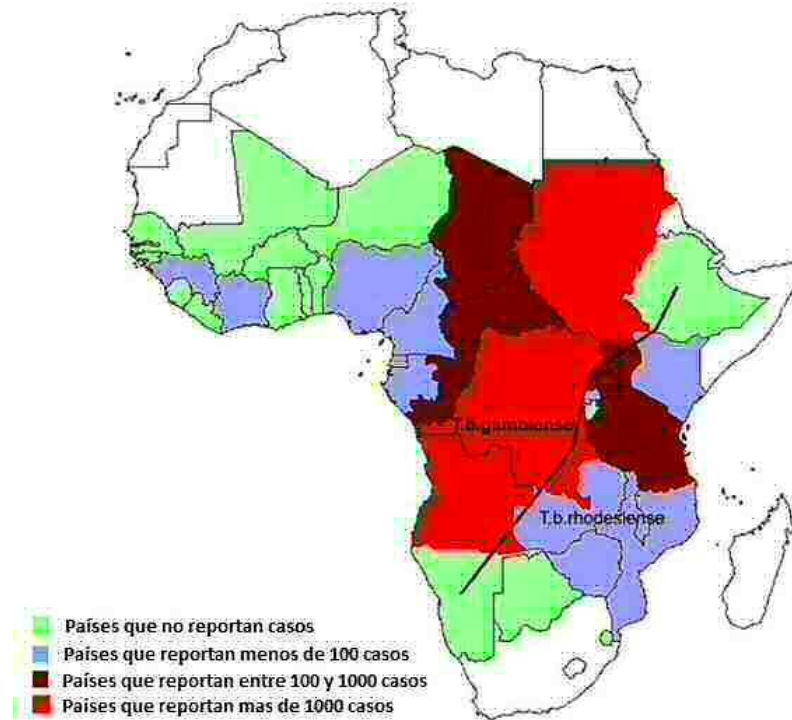 T.b.gambiense
T.b.rhodesiense
Países que no reportan casos
Países que reportan menos de 100 casos
Países que reportan entre 100 y 1000 casos
Países que reportan mas de 1000 casos